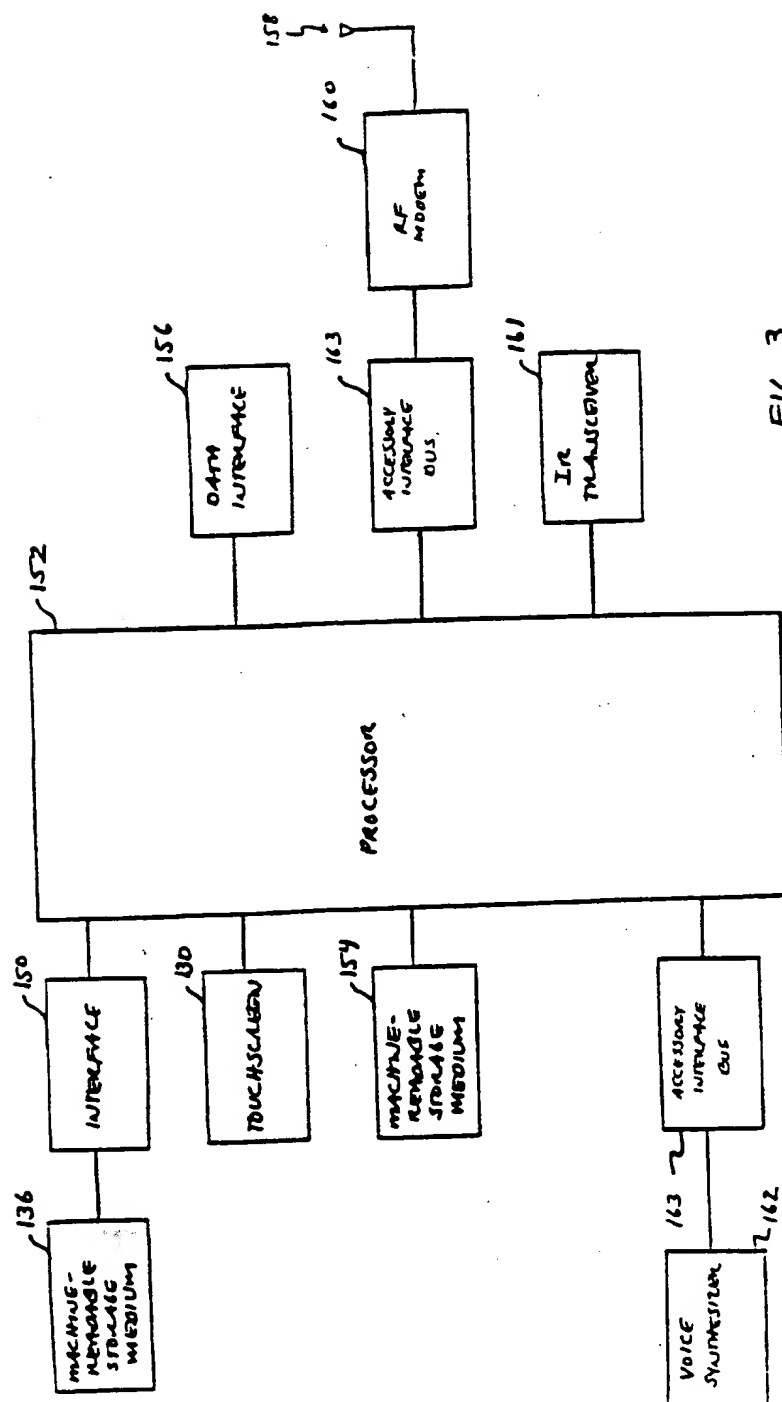 158
160
RF
MODEM
156
DATA
INTERFACE
163
ACCESSORY
INTERFACE
BUS
161
IR
TRANSCEIVER
152
PROCESSOR
150
INTERFACE
130
TOUCHSCREEN
154
MACHINE-
READABLE
STORAGE
MEDIUM
ACCESSORY
INTERFACE
BUS
163
136
MACHINE-
READABLE
STORAGE
MEDIUM
162
VOICE
SYNTHESIZER
3